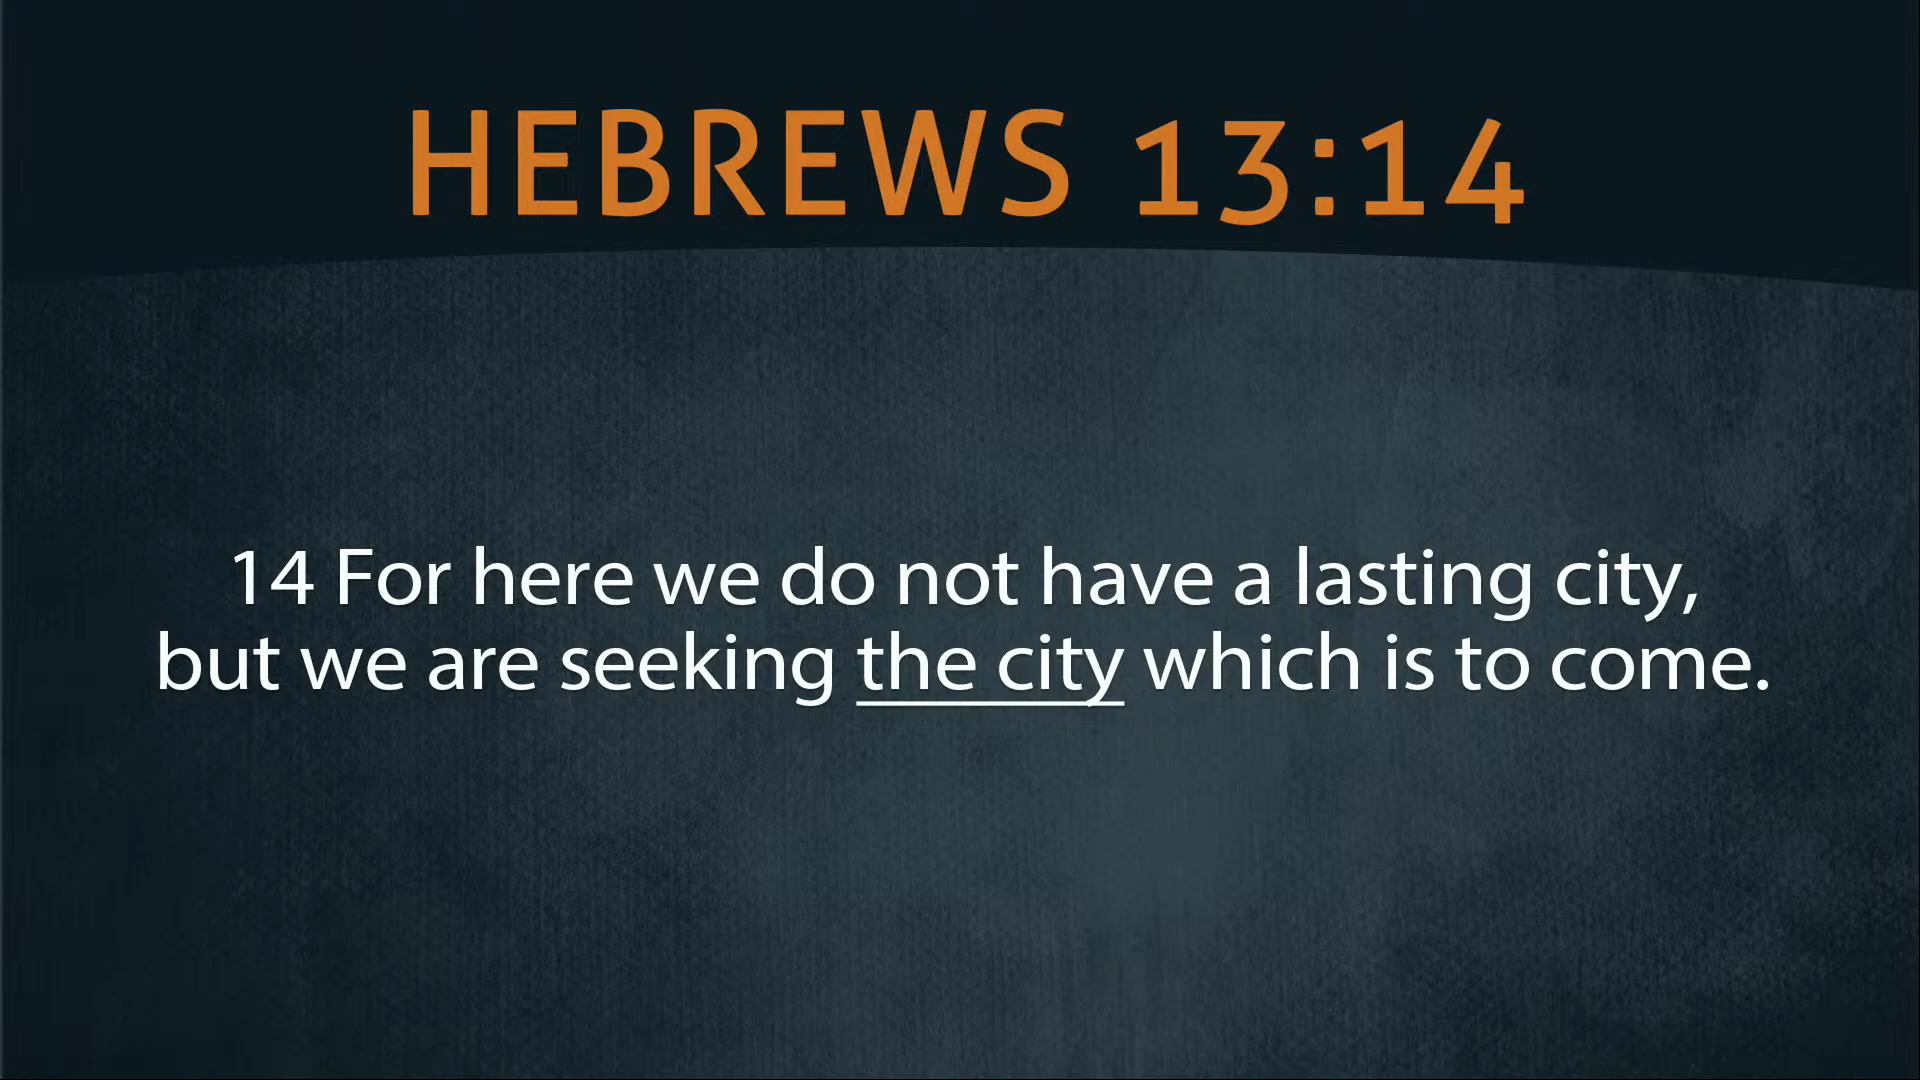 HEBREWS 13:14
14 For here we do not have a lasting city,
but we are seeking the city which is to come.